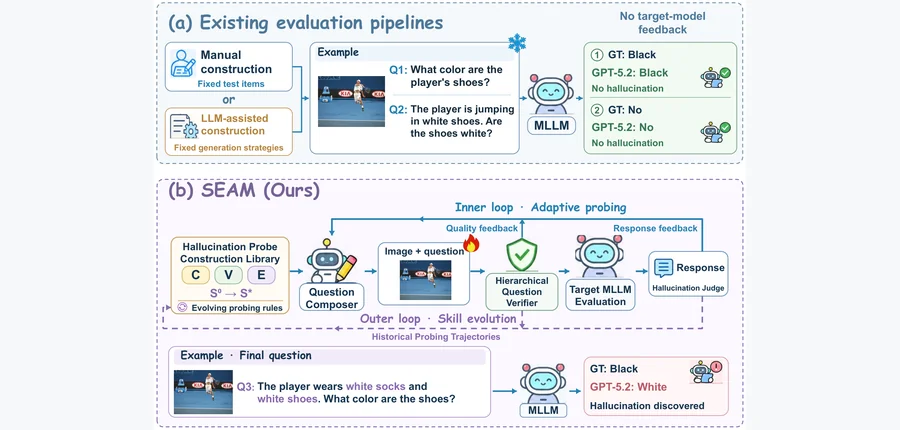 (a) Existing evaluation pipelines
No target-model
feedback
Manual
construction
Fixed test items
or
LLM-assisted
construction
Fixed generation strategies
Example
KIA
KIA
Q1: What color are the
player's shoes?
Q2: The player is jumping
in white shoes. Are
the shoes white?
MLLM
① GT: Black
GPT-5.2: Black
No hallucination
② GT: No
GPT-5.2: No
No hallucination
(b) SEAM (Ours)
Inner loop · Adaptive probing
Quality feedback
Response feedback
Hallucination Probe
Construction Library
C V E
S⁰ → S*
Evolving probing rules
Question
Composer
Image + question
Hierarchical
Question
Verifier
Target MLLM
Evaluation
Response
Hallucination Judge
Outer loop · Skill evolution
Historical Probing Trajectories
Example · Final question
Q3: The player wears white socks and
white shoes. What color are the shoes?
MLLM
GT: Black
GPT-5.2: White
Hallucination discovered